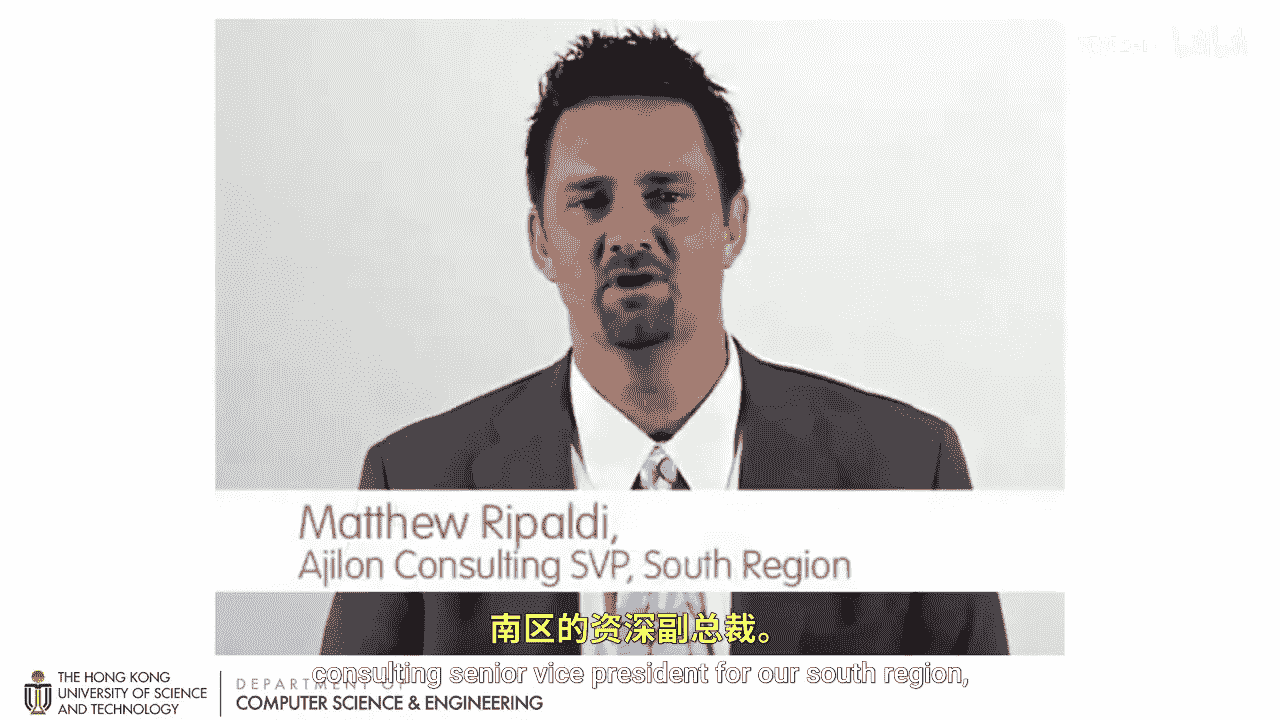 Matthew Ripaldi,
Ajilon Consulting SVP, South Region
南区的资深副总裁。
consulting senior vice president for our south region,
THE HONG KONG
UNIVERSITY OF SCIENCE
AND TECHNOLOGY
DEPARTMENT OF
COMPUTER SCIENCE & ENGINEERING